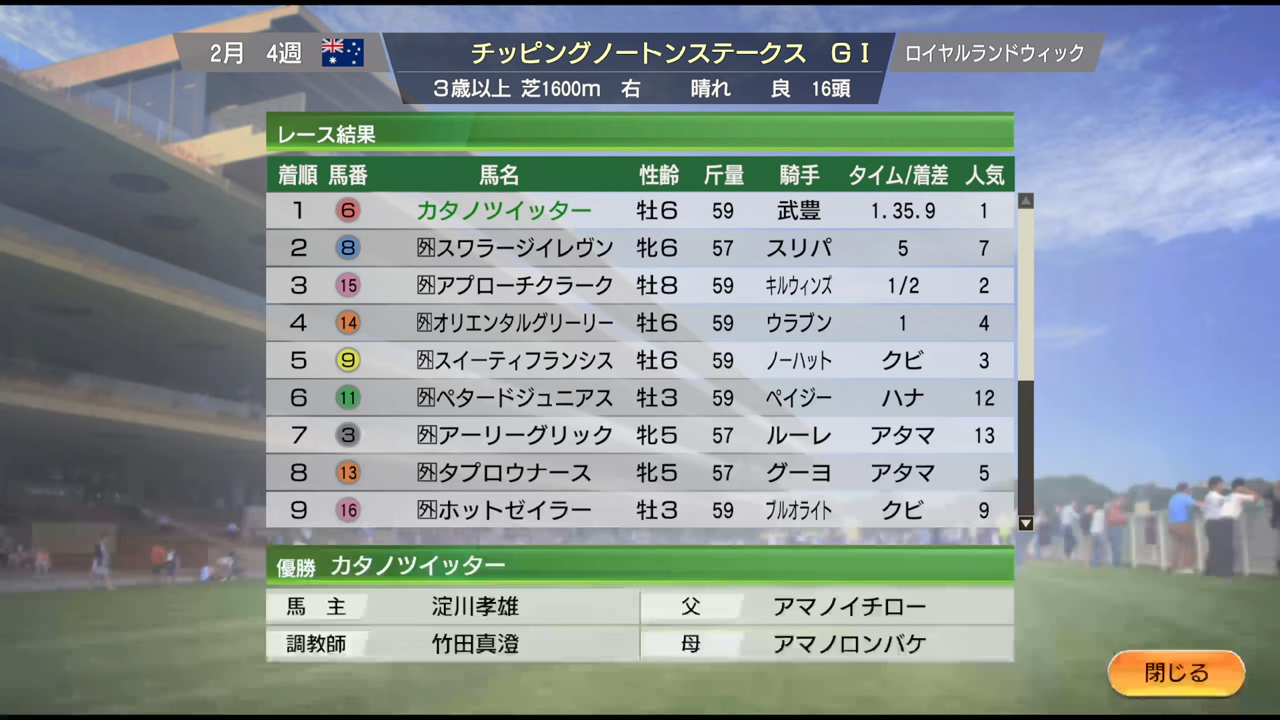 2月 4週 チッピングノートンステークス GⅠ ロイヤルランドウィック
3歳以上 芝1600m 右 晴れ 良 16頭
レース結果
着順 馬番 馬名 性齢 斤量 騎手 タイム/着差 人気
1 6 カタノツイッター 牡6 59 武豊 1.35.9 1
2 8 外スワラージイレヴン 牝6 57 スリパ 5 7
3 15 外アプローチクラーク 牡8 59 キルウィンズ 1/2 2
4 14 外オリエンタルグリーリー 牡6 59 ウラブン 1 4
5 9 外スイーティフランシス 牡6 59 ノーハット クビ 3
6 11 外ペタードジュニアス 牡3 59 ペイジー ハナ 12
7 3 外アーリーグリック 牝5 57 ルーレ アタマ 13
8 13 外タプロウナース 牝5 57 グーヨ アタマ 5
9 16 外ホットゼイラー 牡3 59 ブルオライト クビ 9
優勝 カタノツイッター
馬主 淀川孝雄 父 アマノイチロー
調教師 竹田真澄 母 アマノロンバケ
閉じる